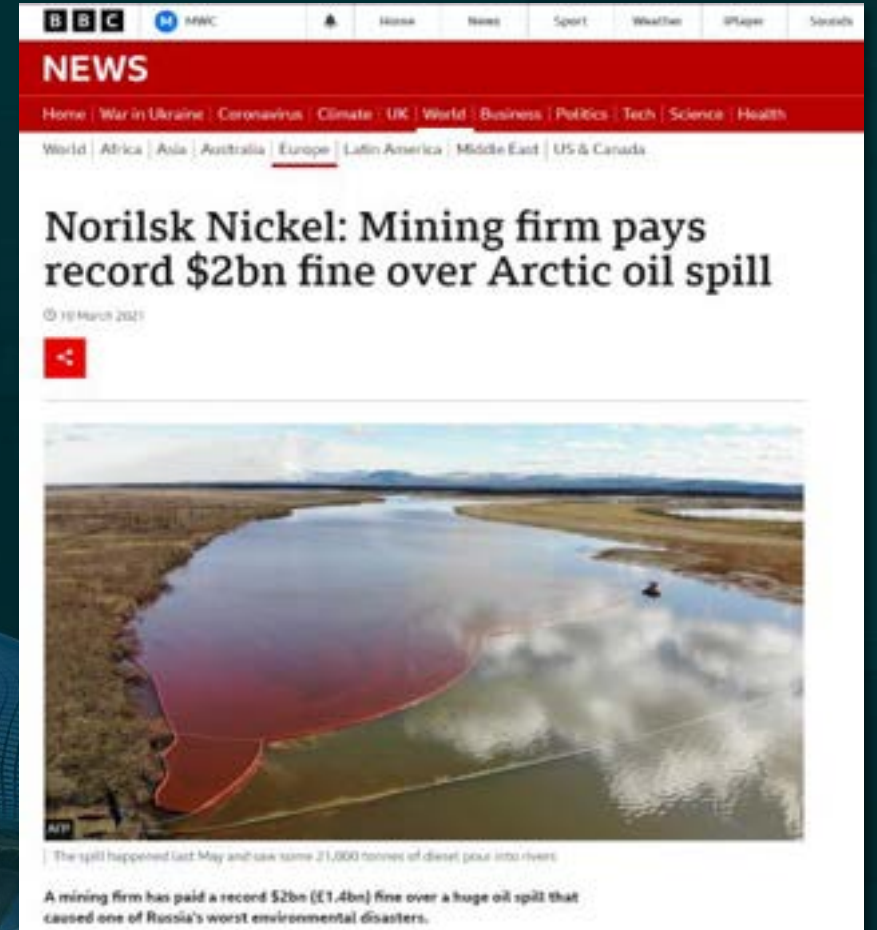 BBC MWC Home News Sport Weather iPlayer Sounds
NEWS
Home War in Ukraine Coronavirus Climate UK World Business Politics Tech Science Health
World Africa Asia Australia Europe Latin America Middle East US & Canada
Norilsk Nickel: Mining firm pays
record $2bn fine over Arctic oil spill
10 March 2021
AFP
The spill happened last May and saw some 21,000 tonnes of diesel pour into rivers
A mining firm has paid a record $2bn (£1.4bn) fine over a huge oil spill that
caused one of Russia's worst environmental disasters.